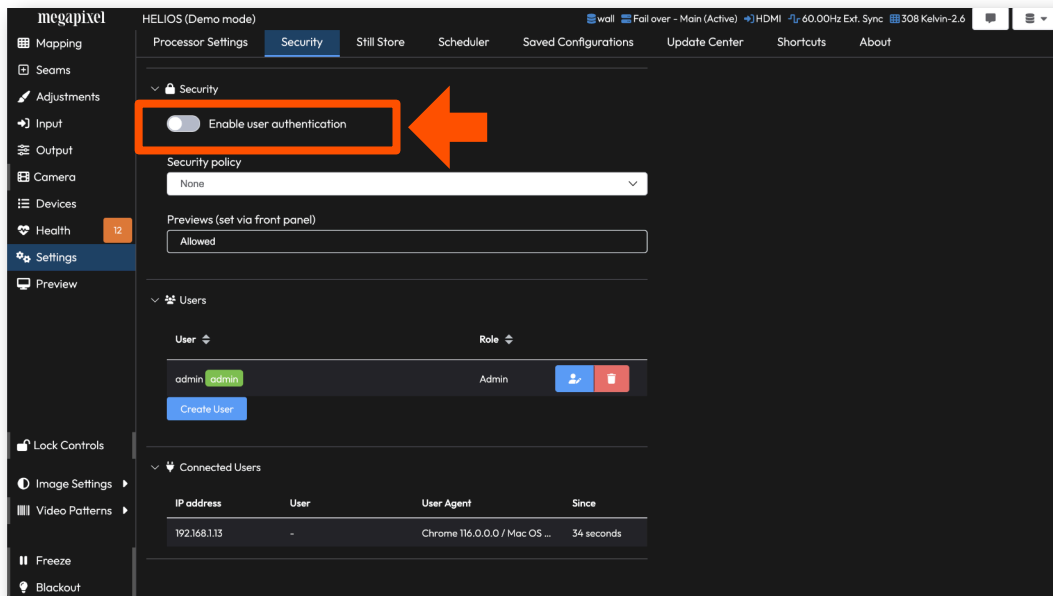 megapixel
HELIOS (Demo mode)
wall Fail over - Main (Active) HDMI 60.00Hz Ext. Sync 308 Kelvin-2.6
Mapping
Seams
Adjustments
Input
Output
Camera
Devices
Health 12
Settings
Preview
Lock Controls
Image Settings
Video Patterns
Freeze
Blackout
Processor Settings Security Still Store Scheduler Saved Configurations Update Center Shortcuts About
Security
Enable user authentication
Security policy
None
Previews (set via front panel)
Allowed
Users
User Role
admin admin Admin
Create User
Connected Users
IP address User User Agent Since
192.168.1.13 - Chrome 116.0.0.0 / Mac OS ... 34 seconds